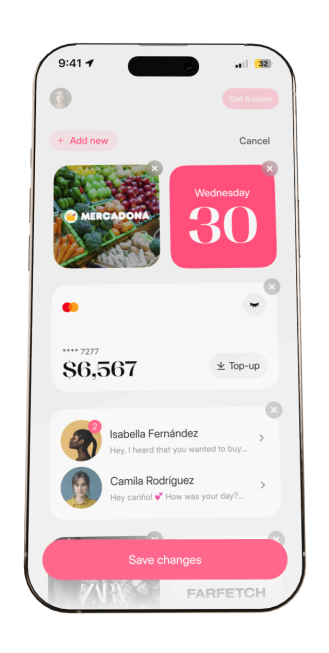 9:41
32
Get 5 coins
+ Add new
Cancel
MERCADONA
Wednesday
30
**** 7277
$6,567
Top-up
2
Isabella Fernández
Hey, I heard that you wanted to buy...
Camila Rodríguez
Hey cariño! 💕 How was your day?...
Save changes
FARFETCH